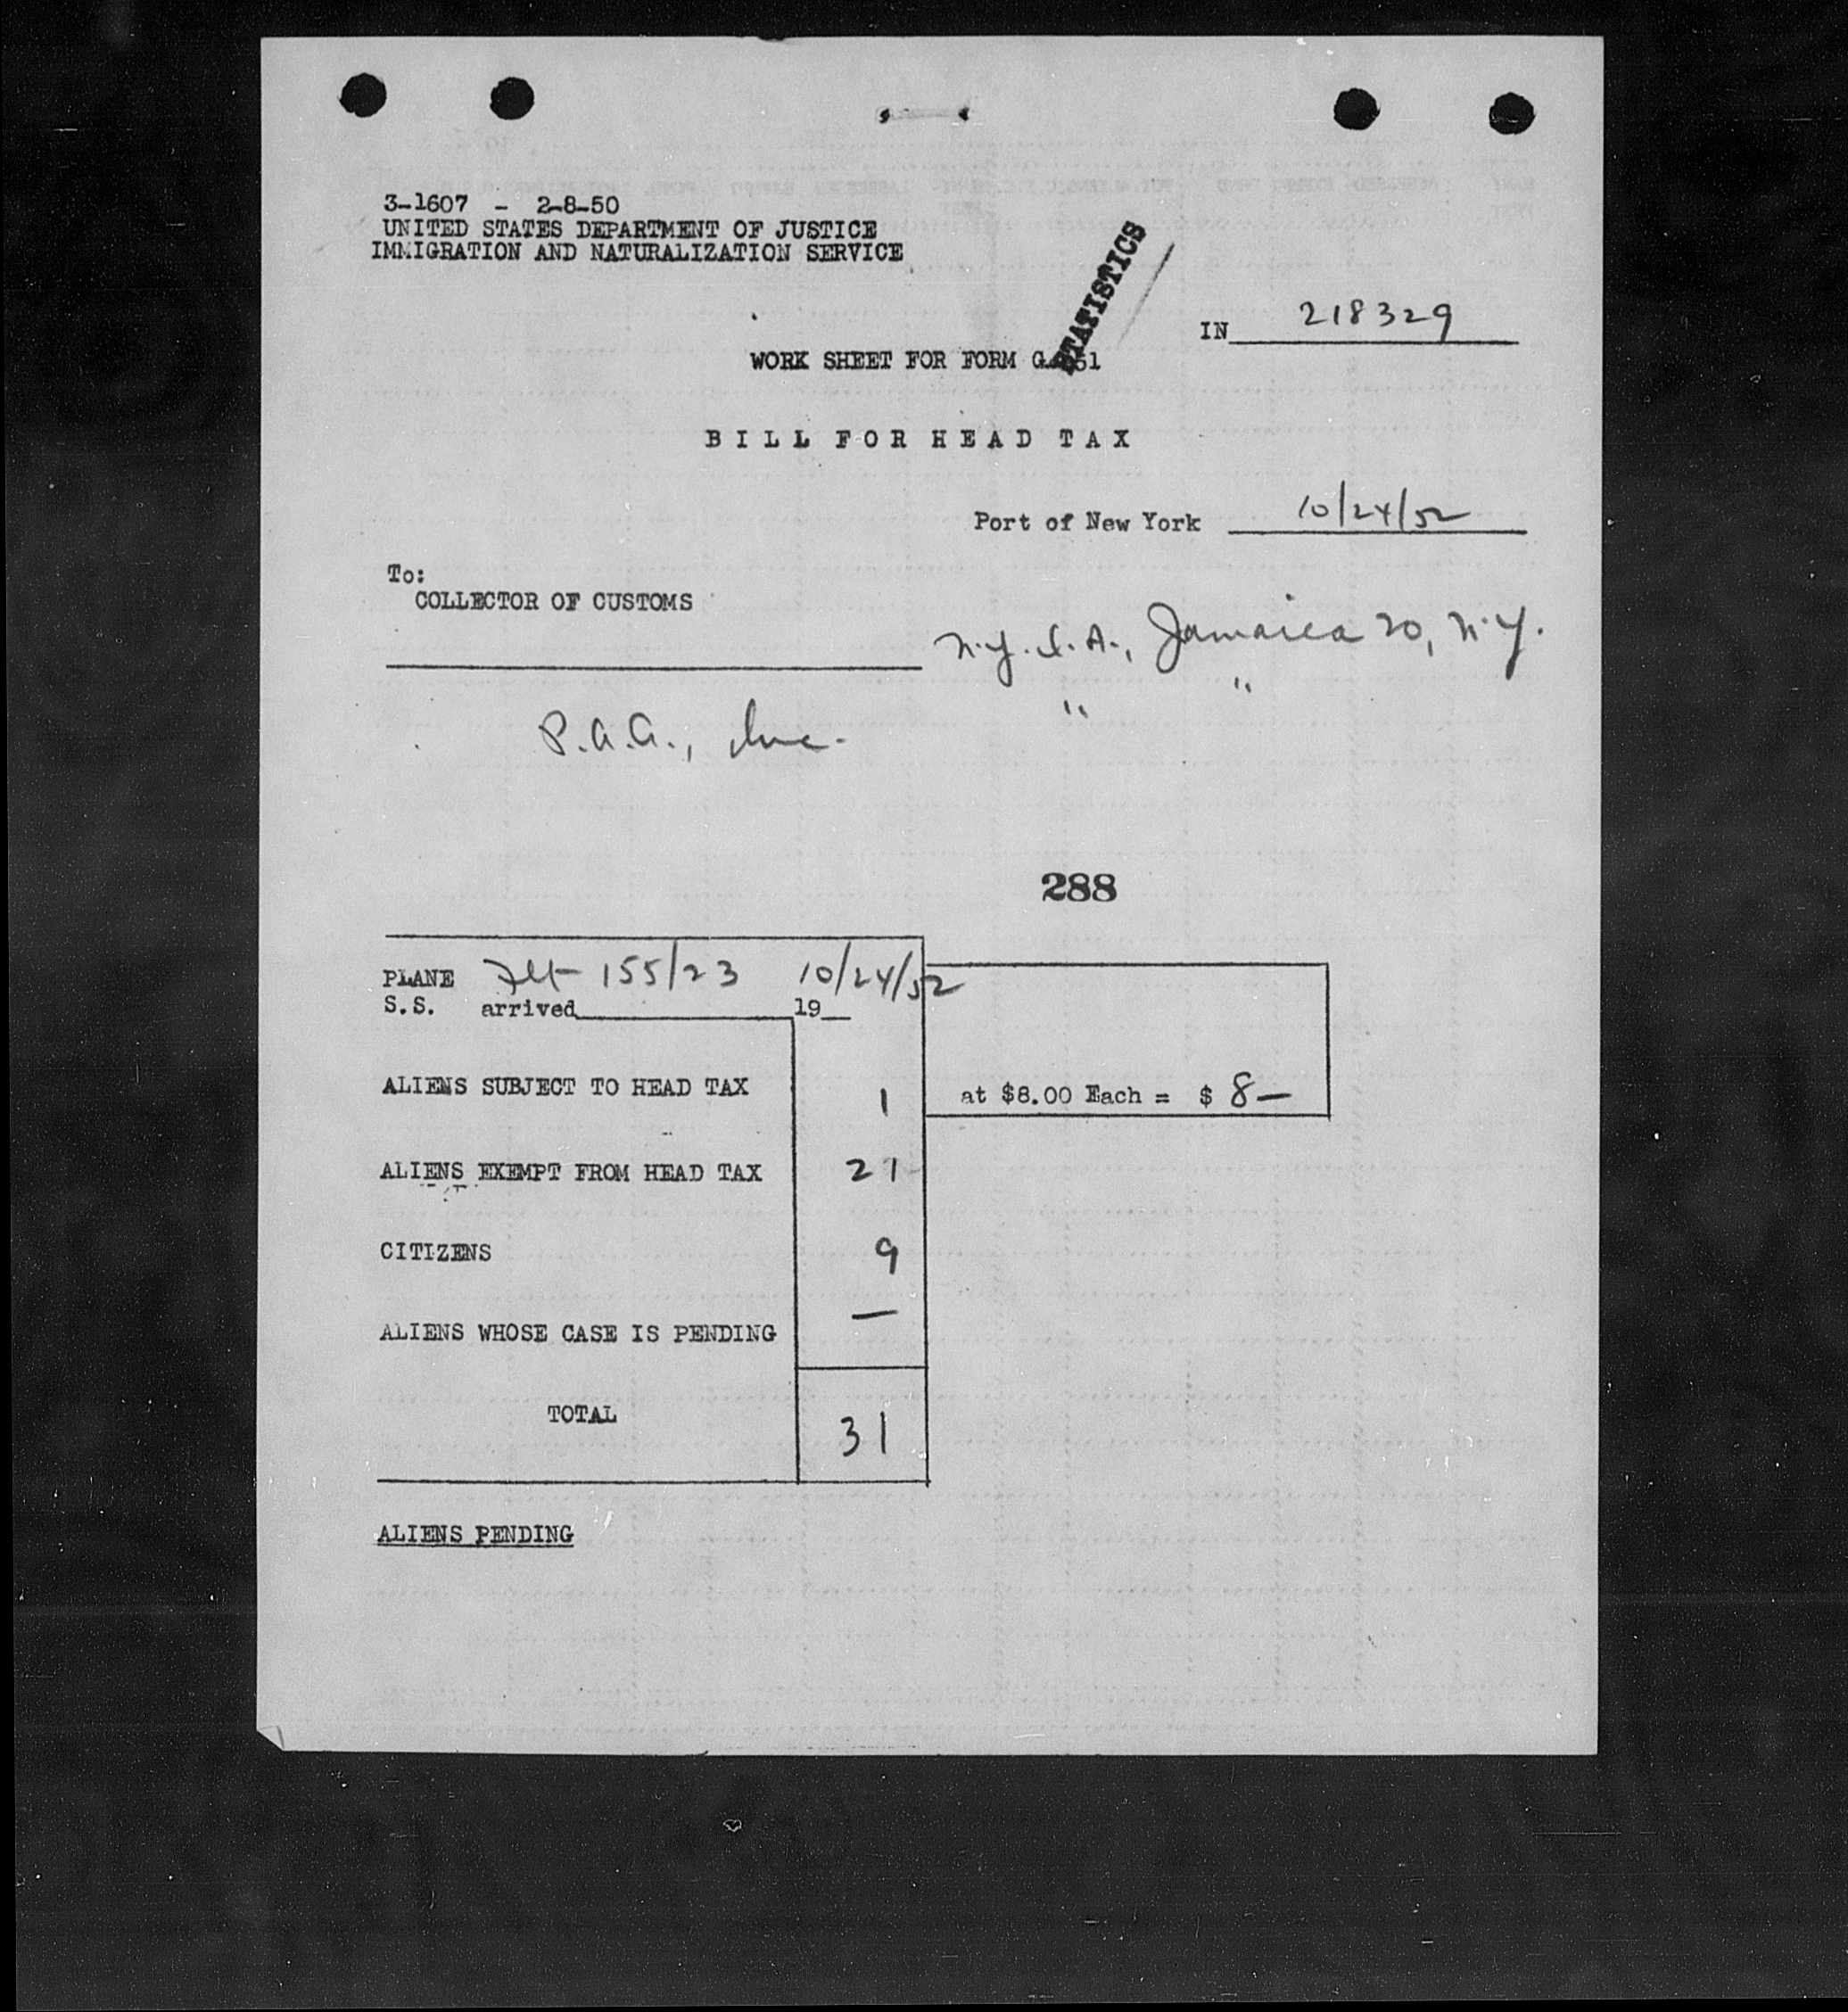 3-1607 - 2-8-50
UNITED STATES DEPARTMENT OF JUSTICE
IMMIGRATION AND NATURALIZATION SERVICE
STATISTICS
IN 218329
WORK SHEET FOR FORM G- 51
BILL FOR HEAD TAX
Port of New York 10/24/52
To:
COLLECTOR OF CUSTOMS
N.Y.I.A., Jamaica 20, N.Y.
P.A.A., Inc. " "
288
PLANE Flt 155/23 10/24/52
S.S. arrived 19
ALIENS SUBJECT TO HEAD TAX 1 at $8.00 Each = $ 8—
ALIENS EXEMPT FROM HEAD TAX 21
CITIZENS 9
ALIENS WHOSE CASE IS PENDING —
TOTAL 31
ALIENS PENDING